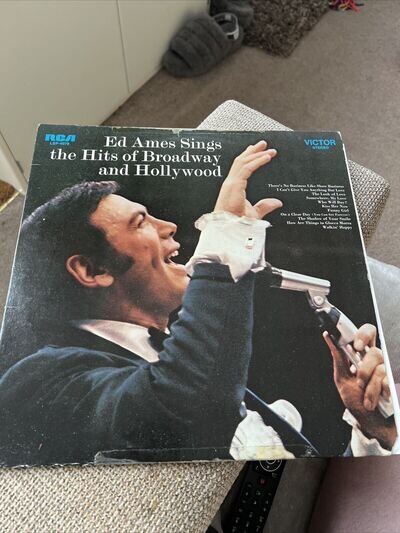 RCA
LSP-4079
Ed Ames Sings
the Hits of Broadway
and Hollywood
VICTOR
STEREO
There's No Business Like Show Business
I Can't Give You Anything But Love
The Look of Love
Somewhere, My Love
Who Will Buy?
Kiss Her Now
Funny Girl
On a Clear Day (You Can See Forever)
The Shadow of Your Smile
How Are Things in Glocca Morra
Walkin' Happy